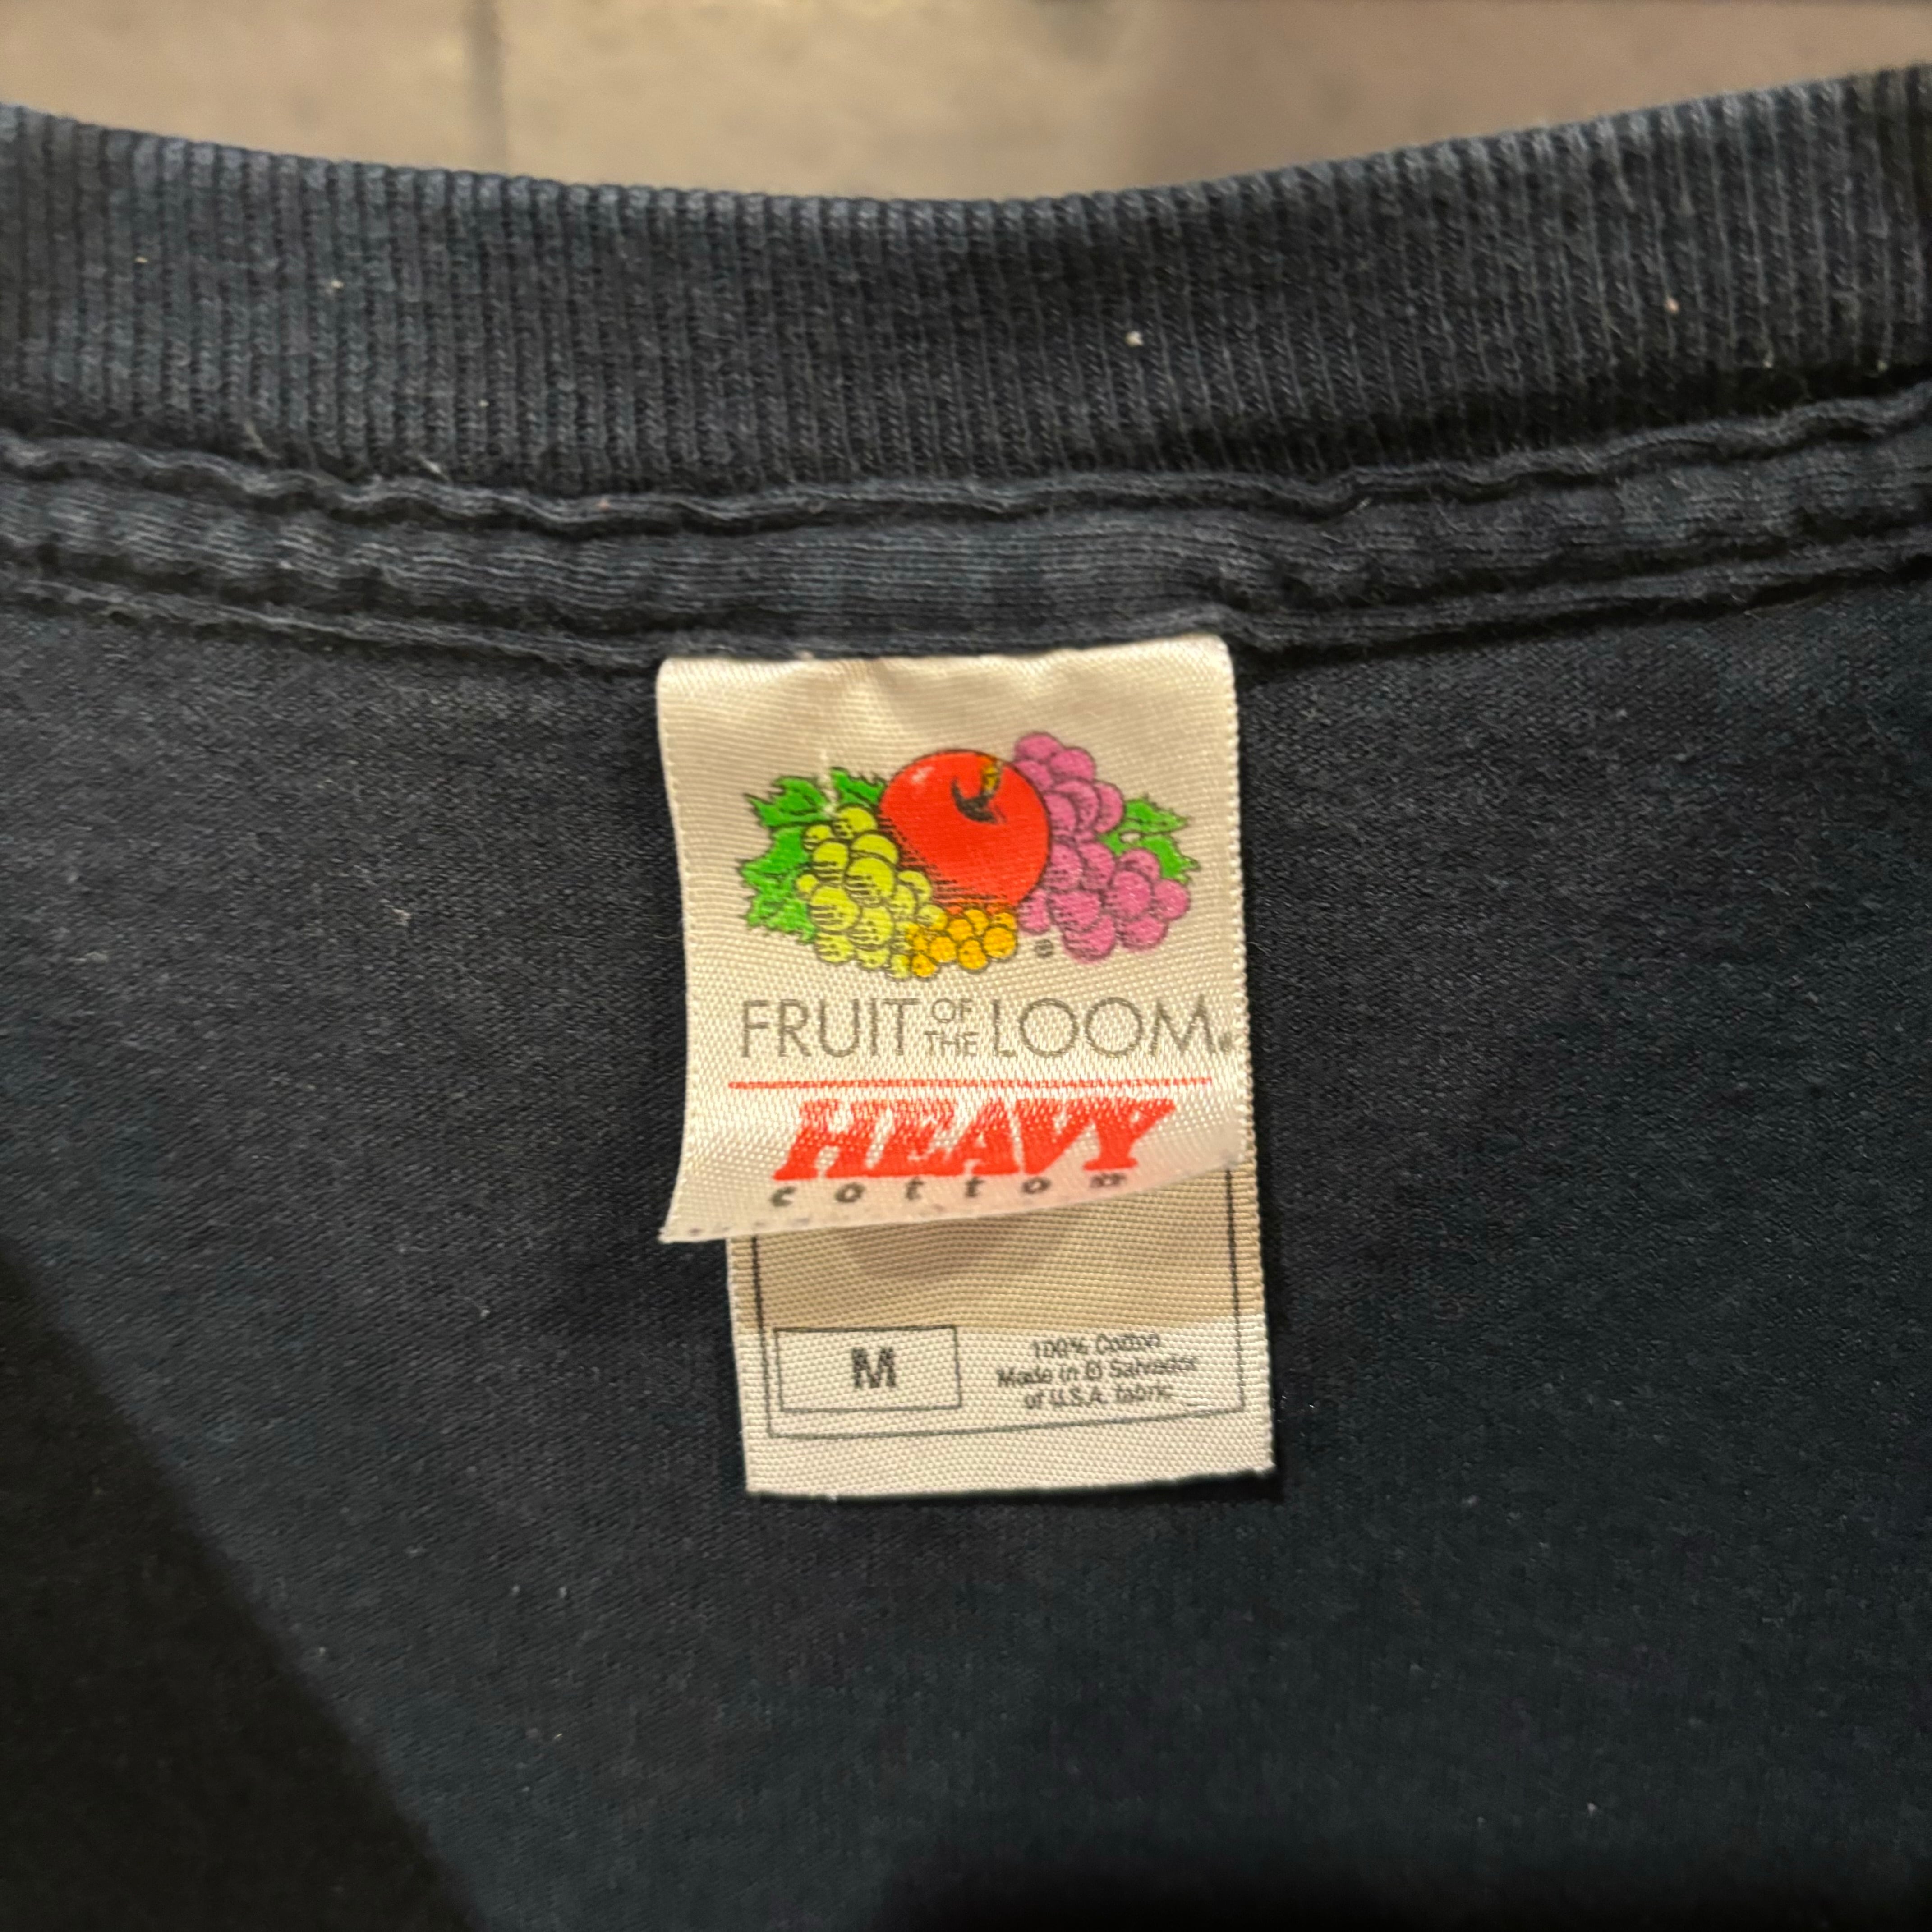 FRUIT OF THE LOOM®
HEAVY
cotton
M
100% Cotton
Made in El Salvador
of U.S.A. fabric